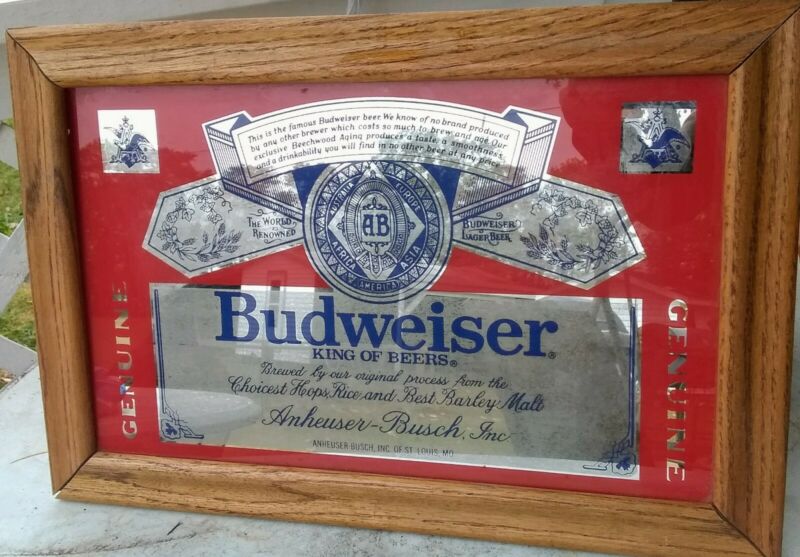 This is the famous Budweiser beer. We know of no brand produced
by any other brewer which costs so much to brew and age. Our
exclusive Beechwood Aging produces a taste, a smoothness,
and a drinkability you will find in no other beer at any price.
THE WORLD
RENOWNED
AB
EUROPE
AFRICA
ASIA
AMERICA
BUDWEISER
LAGER BEER
GENUINE
Budweiser®
KING OF BEERS®
Brewed by our original process from the
Choicest Hops, Rice and Best Barley Malt
Anheuser-Busch, Inc.
ANHEUSER-BUSCH, INC. OF ST. LOUIS, MO.
GENUINE